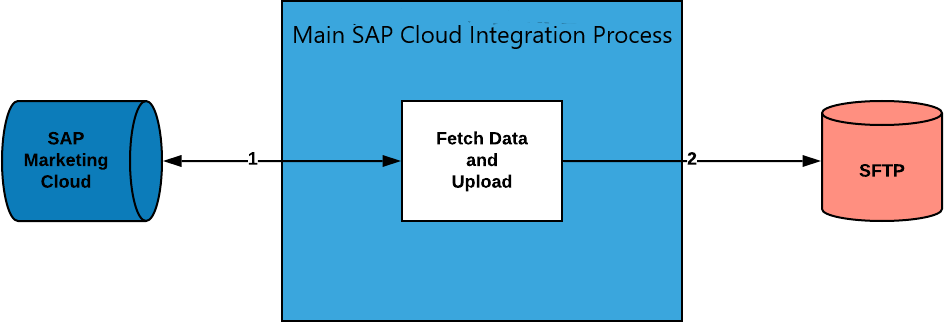 Main SAP Cloud Integration Process
SAP
Marketing
Cloud
1
Fetch Data
and
Upload
2
SFTP